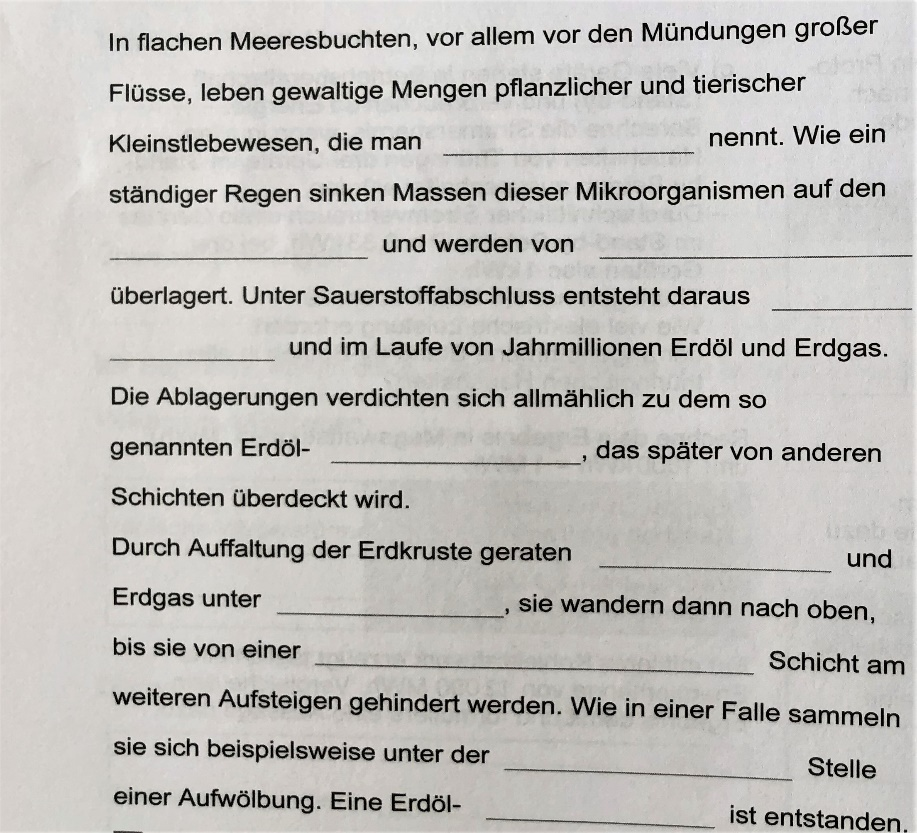 In flachen Meeresbuchten, vor allem vor den Mündungen großer
Flüsse, leben gewaltige Mengen pflanzlicher und tierischer
Kleinstlebewesen, die man ____________ nennt. Wie ein
ständiger Regen sinken Massen dieser Mikroorganismen auf den
____________ und werden von ____________
überlagert. Unter Sauerstoffabschluss entsteht daraus ____________
____________ und im Laufe von Jahrmillionen Erdöl und Erdgas.
Die Ablagerungen verdichten sich allmählich zu dem so
genannten Erdöl- ____________, das später von anderen
Schichten überdeckt wird.
Durch Auffaltung der Erdkruste geraten ____________ und
Erdgas unter ____________, sie wandern dann nach oben,
bis sie von einer ____________ Schicht am
weiteren Aufsteigen gehindert werden. Wie in einer Falle sammeln
sie sich beispielsweise unter der ____________ Stelle
einer Aufwölbung. Eine Erdöl- ____________ ist entstanden.